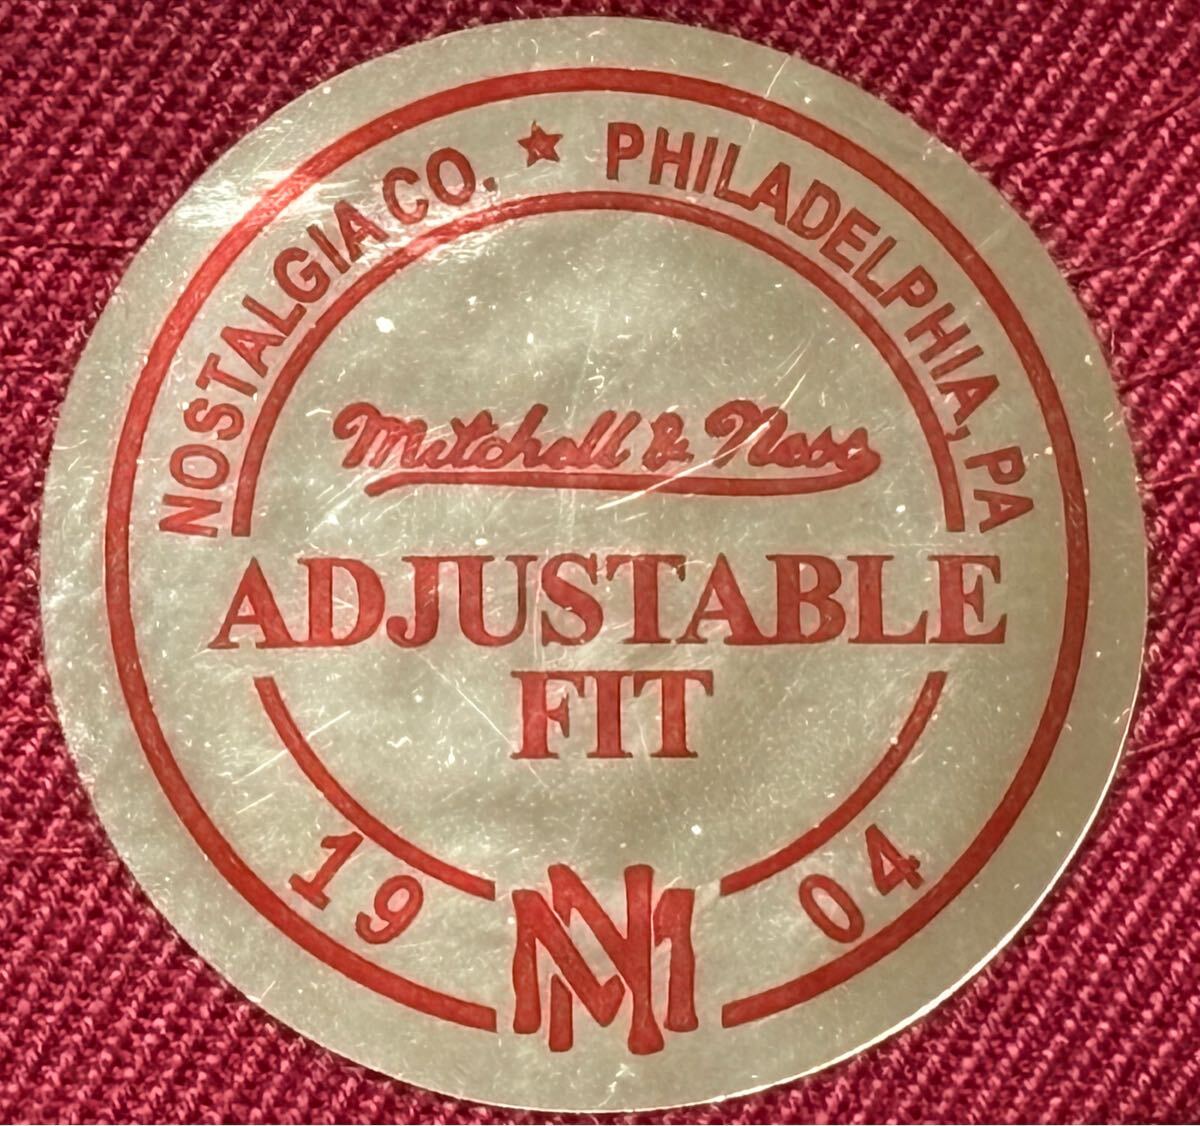 NOSTALGIA CO. ★ PHILADELPHIA, PA
Mitchell & Ness
ADJUSTABLE
FIT
19 04
MN